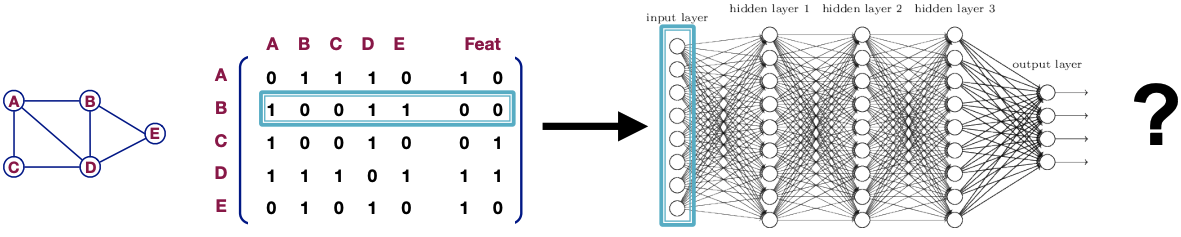 A B E C D
A B C D E Feat
A 0 1 1 1 0 1 0
B 1 0 0 1 1 0 0
C 1 0 0 1 0 0 1
D 1 1 1 0 1 1 1
E 0 1 0 1 0 1 0
input layer
hidden layer 1 hidden layer 2 hidden layer 3
output layer
?